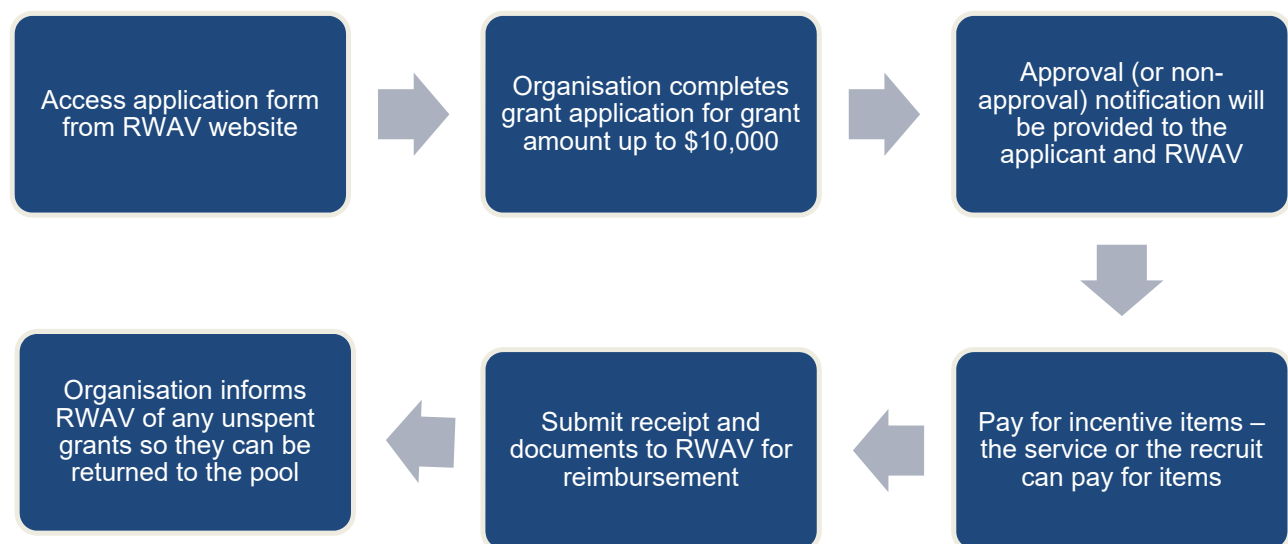 Access application form
from RWAV website
Organisation completes
grant application for grant
amount up to $10,000
Approval (or non-
approval) notification will
be provided to the
applicant and RWAV
Pay for incentive items –
the service or the recruit
can pay for items
Submit receipt and
documents to RWAV for
reimbursement
Organisation informs
RWAV of any unspent
grants so they can be
returned to the pool